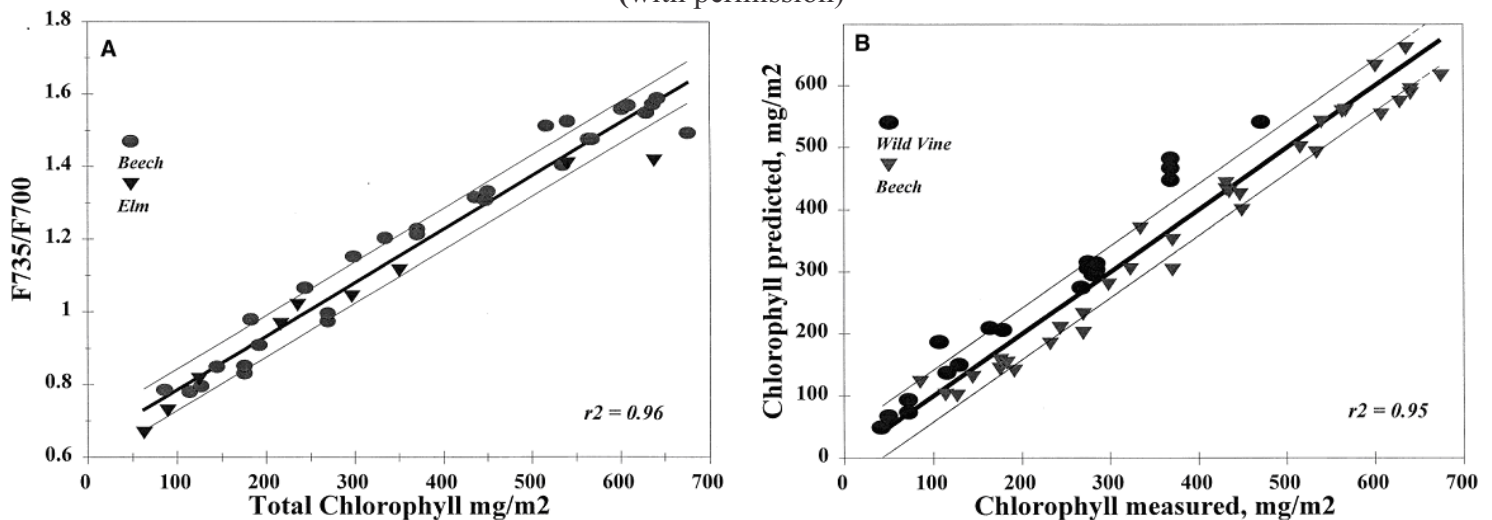 (with permission)
A
1.8
1.6
1.4
1.2
1
0.8
0.6
F735/F700
Beech
Elm
r2 = 0.96
0 100 200 300 400 500 600 700
Total Chlorophyll mg/m2
B
600
500
400
300
200
100
0
Chlorophyll predicted, mg/m2
Wild Vine
Beech
r2 = 0.95
0 100 200 300 400 500 600 700
Chlorophyll measured, mg/m2